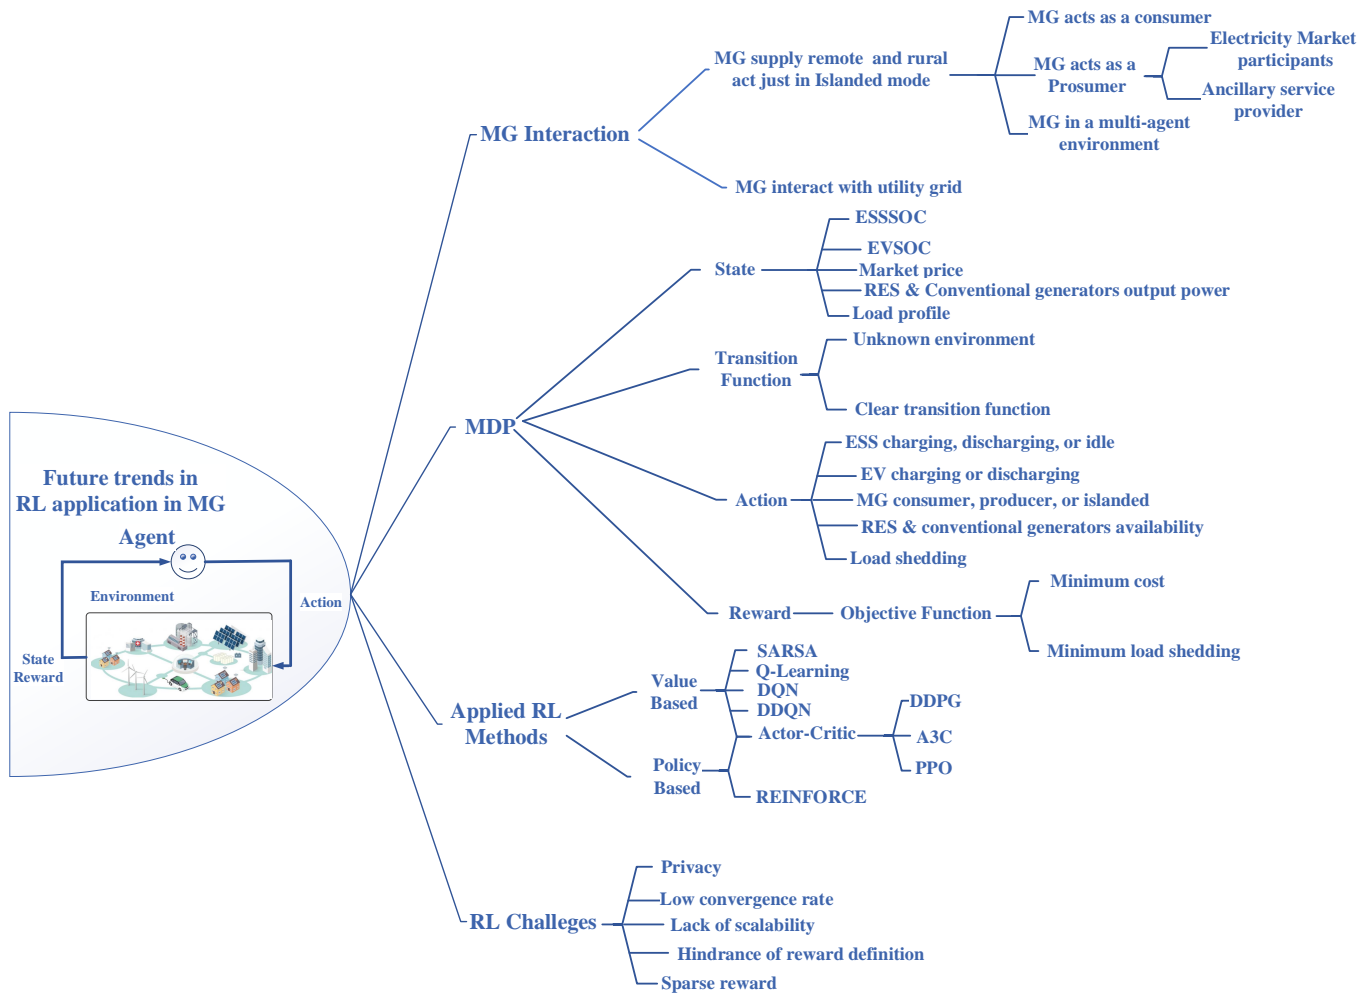 Future trends in
RL application in MG
Agent
Environment
Action
State
Reward
MG Interaction
MG supply remote and rural
act just in Islanded mode
MG acts as a consumer
MG acts as a
Prosumer
Electricity Market
participants
Ancillary service
provider
MG in a multi-agent
environment
MG interact with utility grid
MDP
State
ESSSOC
EVSOC
Market price
RES & Conventional generators output power
Load profile
Transition
Function
Unknown environment
Clear transition function
Action
ESS charging, discharging, or idle
EV charging or discharging
MG consumer, producer, or islanded
RES & conventional generators availability
Load shedding
Reward
Objective Function
Minimum cost
Minimum load shedding
Applied RL
Methods
Value
Based
SARSA
Q-Learning
DQN
DDQN
Actor-Critic
DDPG
A3C
PPO
Policy
Based
REINFORCE
RL Challeges
Privacy
Low convergence rate
Lack of scalability
Hindrance of reward definition
Sparse reward